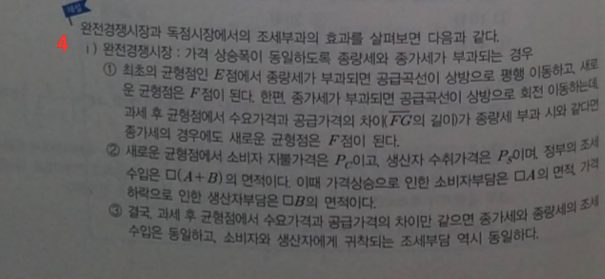 해설
4
완전경쟁시장과 독점시장에서의 조세부과의 효과를 살펴보면 다음과 같다.
ⅰ) 완전경쟁시장 : 가격 상승폭이 동일하도록 종량세와 종가세가 부과되는 경우
① 최초의 균형점인 E점에서 종량세가 부과되면 공급곡선이 상방으로 평행 이동하고, 새로
운 균형점은 F점이 된다. 한편, 종가세가 부과되면 공급곡선이 상방으로 회전 이동하는데,
과세 후 균형점에서 수요가격과 공급가격의 차이(FG의 길이)가 종량세 부과 시와 같다면
종가세의 경우에도 새로운 균형점은 F점이 된다.
② 새로운 균형점에서 소비자 지불가격은 P_C이고, 생산자 수취가격은 P_S이며, 정부의 조세
수입은 □(A+B)의 면적이다. 이때 가격상승으로 인한 소비자부담은 □A의 면적, 가격
하락으로 인한 생산자부담은 □B의 면적이다.
③ 결국, 과세 후 균형점에서 수요가격과 공급가격의 차이만 같으면 종가세와 종량세의 조세
수입은 동일하고, 소비자와 생산자에게 귀착되는 조세부담 역시 동일하다.